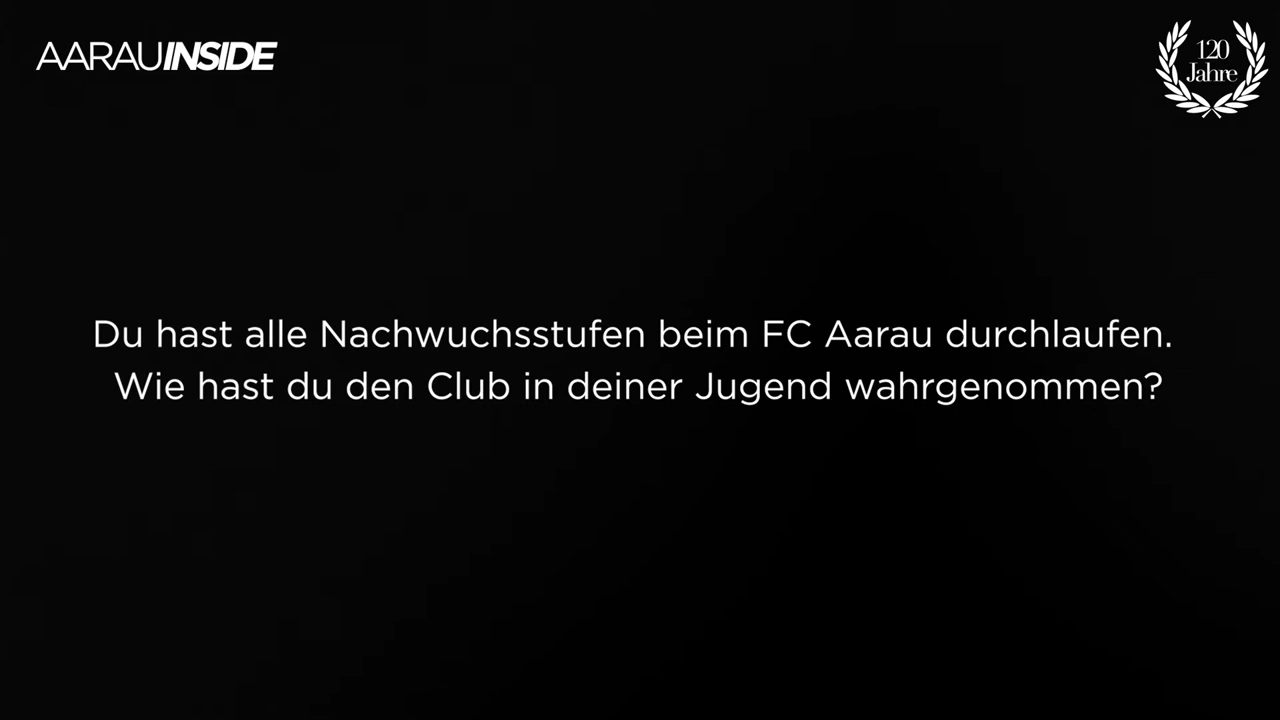 AARAUINSIDE
120
Jahre
Du hast alle Nachwuchsstufen beim FC Aarau durchlaufen.
Wie hast du den Club in deiner Jugend wahrgenommen?